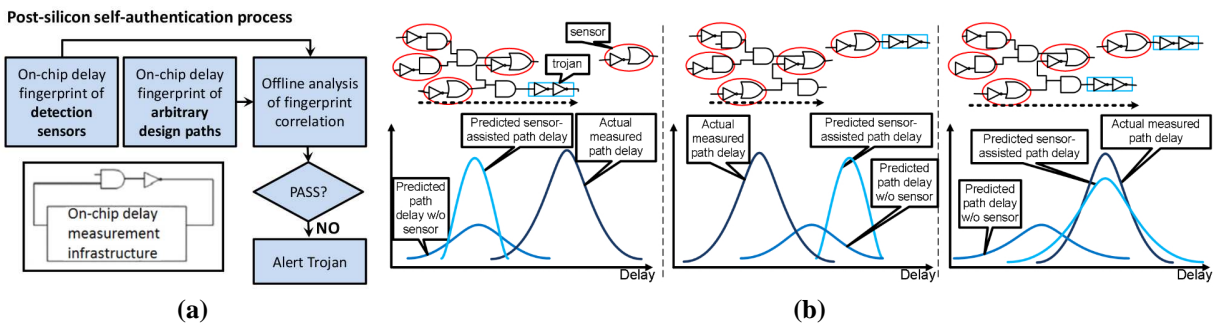 Post-silicon self-authentication process
On-chip delay
fingerprint of
detection
sensors
On-chip delay
fingerprint of
arbitrary
design paths
Offline analysis
of fingerprint
correlation
PASS?
NO
Alert Trojan
On-chip delay
measurement
infrastructure
(a)
sensor
trojan
Predicted sensor-
assisted path delay
Actual
measured
path delay
Predicted
path
delay w/o
sensor
Delay
Actual
measured
path delay
Predicted sensor-
assisted path delay
Predicted
path delay
w/o sensor
Delay
Predicted sensor-
assisted path delay
Actual measured
path delay
Predicted
path delay
w/o sensor
Delay
(b)